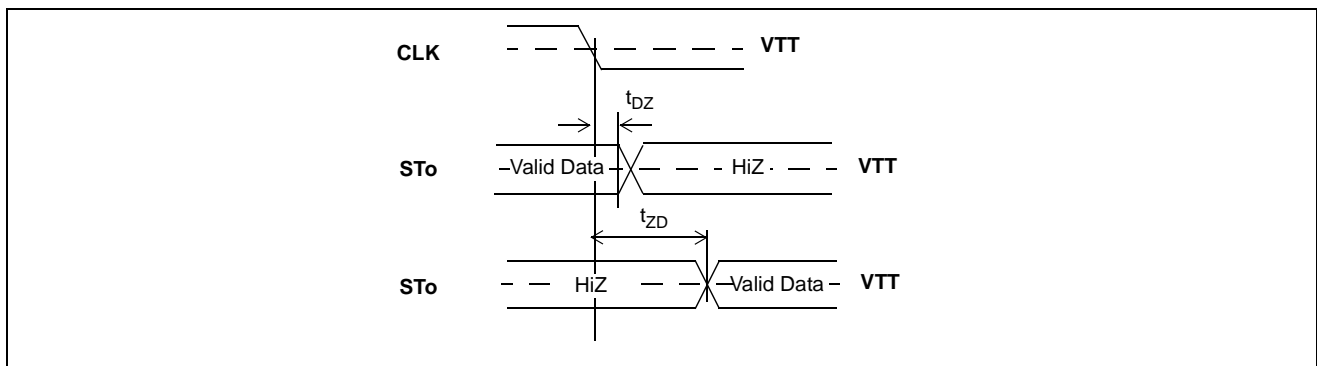 CLK
VTT
tDZ
STo
Valid Data
HiZ
VTT
tZD
STo
HiZ
Valid Data
VTT